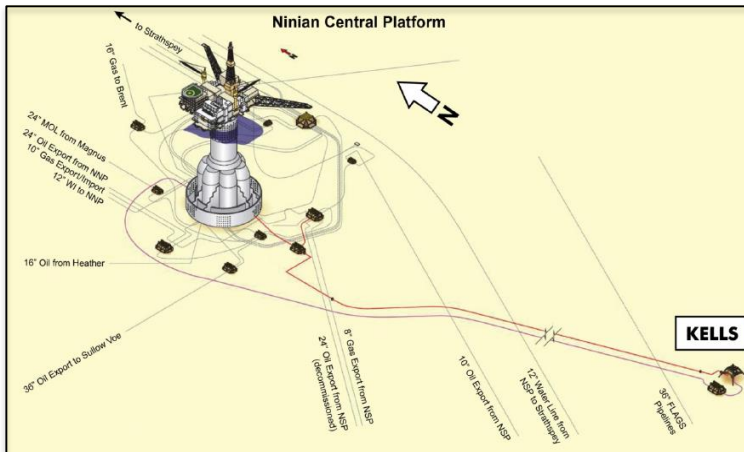 Ninian Central Platform
to Strathspey
N
16" Gas to Brent
24" MOL from Magnus
24" Oil Export from NNP
10" Gas Export/Import
12" WI to NNP
16" Oil from Heather
36" Oil Export to Sullow Voe
8" Gas Export from NSP
24" Oil Export from NSP
(decommissioned)
10" Oil Export from NSP
12" Water Line from
NSP to Strathspey
36" FLAGS
Pipelines
KELLS